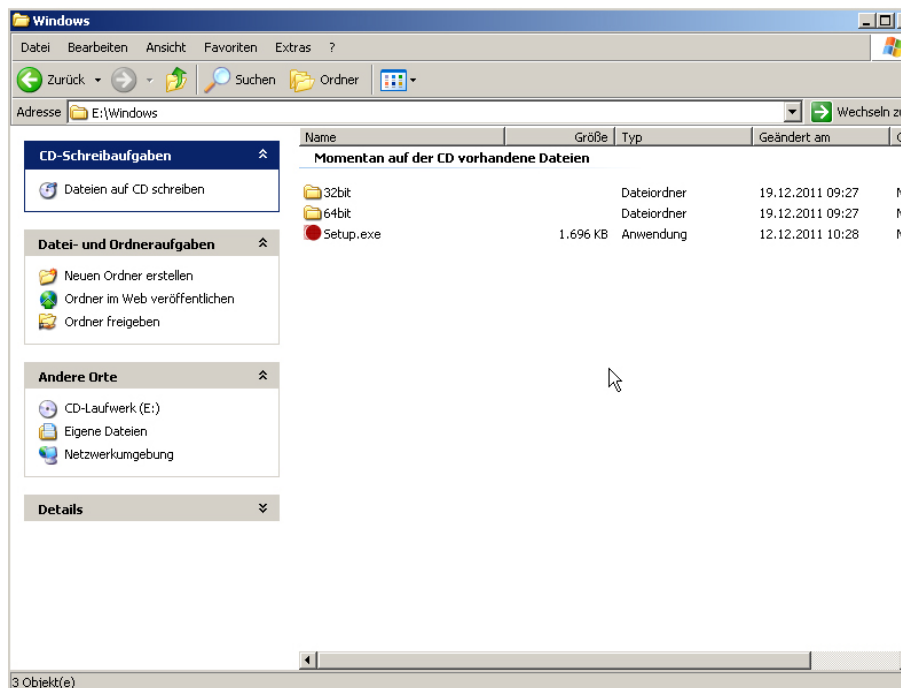 Windows
Datei Bearbeiten Ansicht Favoriten Extras ?
Zurück Suchen Ordner
Adresse E:\Windows Wechseln zu
CD-Schreibaufgaben
Dateien auf CD schreiben
Datei- und Ordneraufgaben
Neuen Ordner erstellen
Ordner im Web veröffentlichen
Ordner freigeben
Andere Orte
CD-Laufwerk (E:)
Eigene Dateien
Netzwerkumgebung
Details
Name Größe Typ Geändert am
Momentan auf der CD vorhandene Dateien
32bit Dateiordner 19.12.2011 09:27
64bit Dateiordner 19.12.2011 09:27
Setup.exe 1.696 KB Anwendung 12.12.2011 10:28
3 Objekt(e)